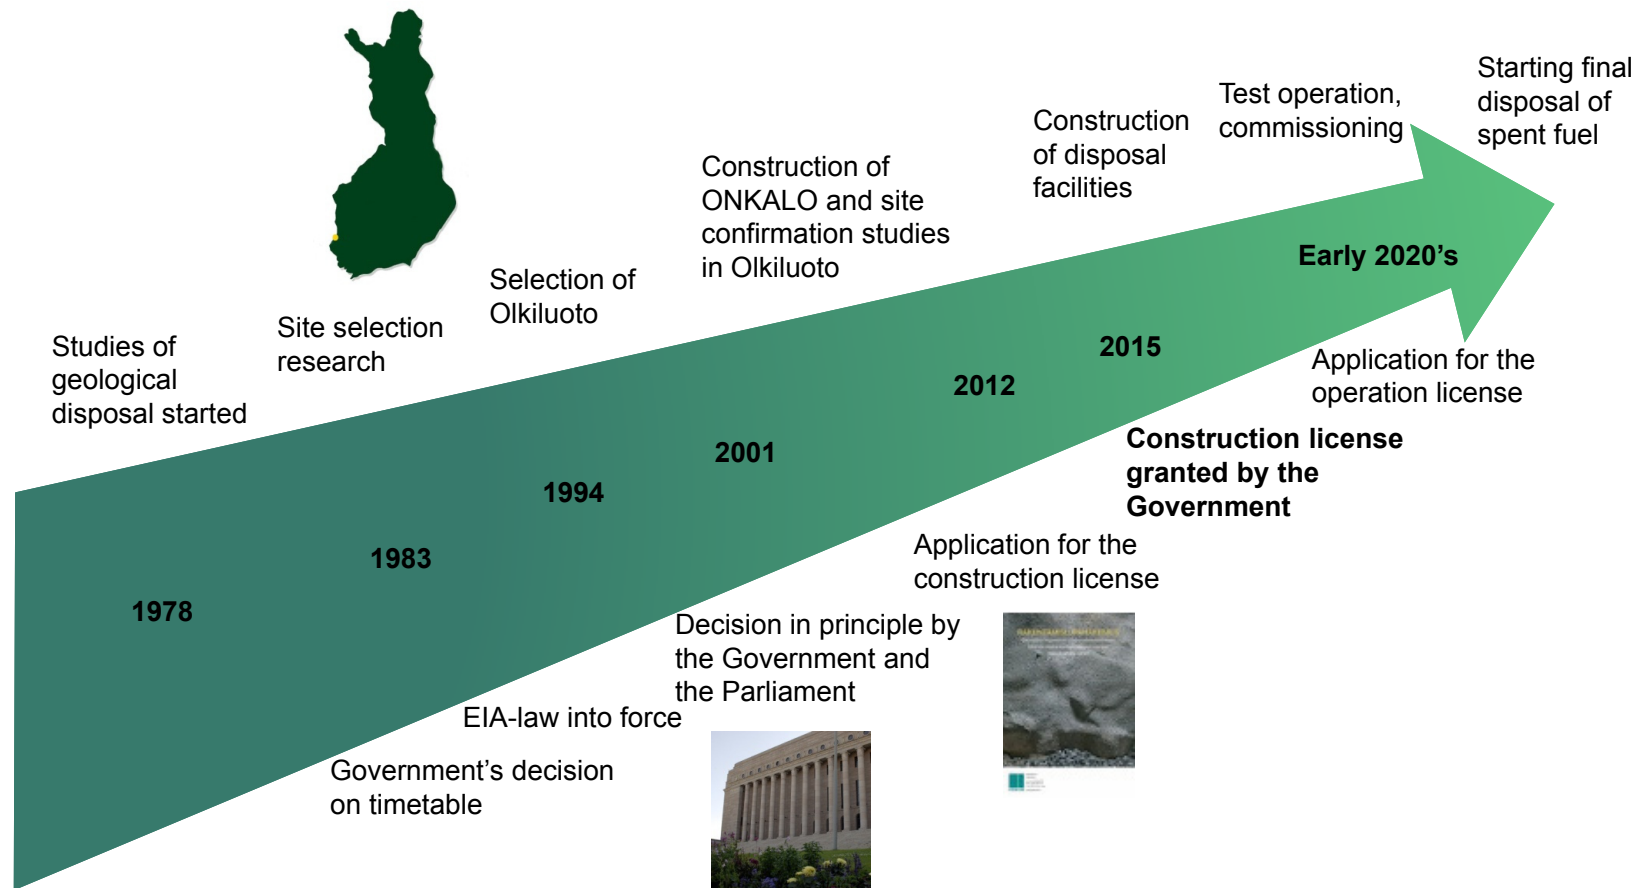 Studies of
geological
disposal started
Site selection
research
Selection of
Olkiluoto
Construction of
ONKALO and site
confirmation studies
in Olkiluoto
Construction
of disposal
facilities
Test operation,
commissioning
Starting final
disposal of
spent fuel
1978
1983
1994
2001
2012
2015
Early 2020’s
Government’s decision
on timetable
EIA-law into force
Decision in principle by
the Government and
the Parliament
Application for the
construction license
Construction license
granted by the
Government
Application for the
operation license